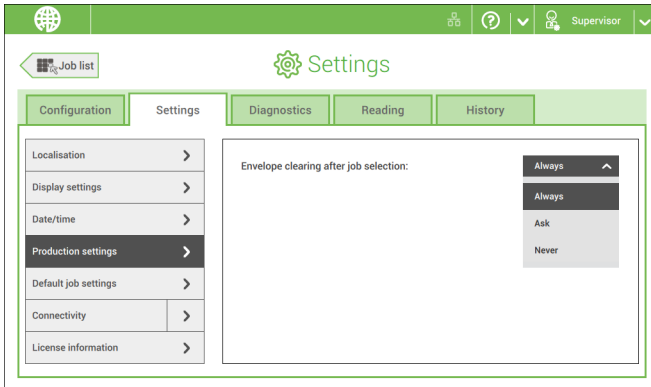 Supervisor
Job list
Settings
Configuration
Settings
Diagnostics
Reading
History
Localisation
Display settings
Date/time
Production settings
Default job settings
Connectivity
License information
Envelope clearing after job selection:
Always
Always
Ask
Never